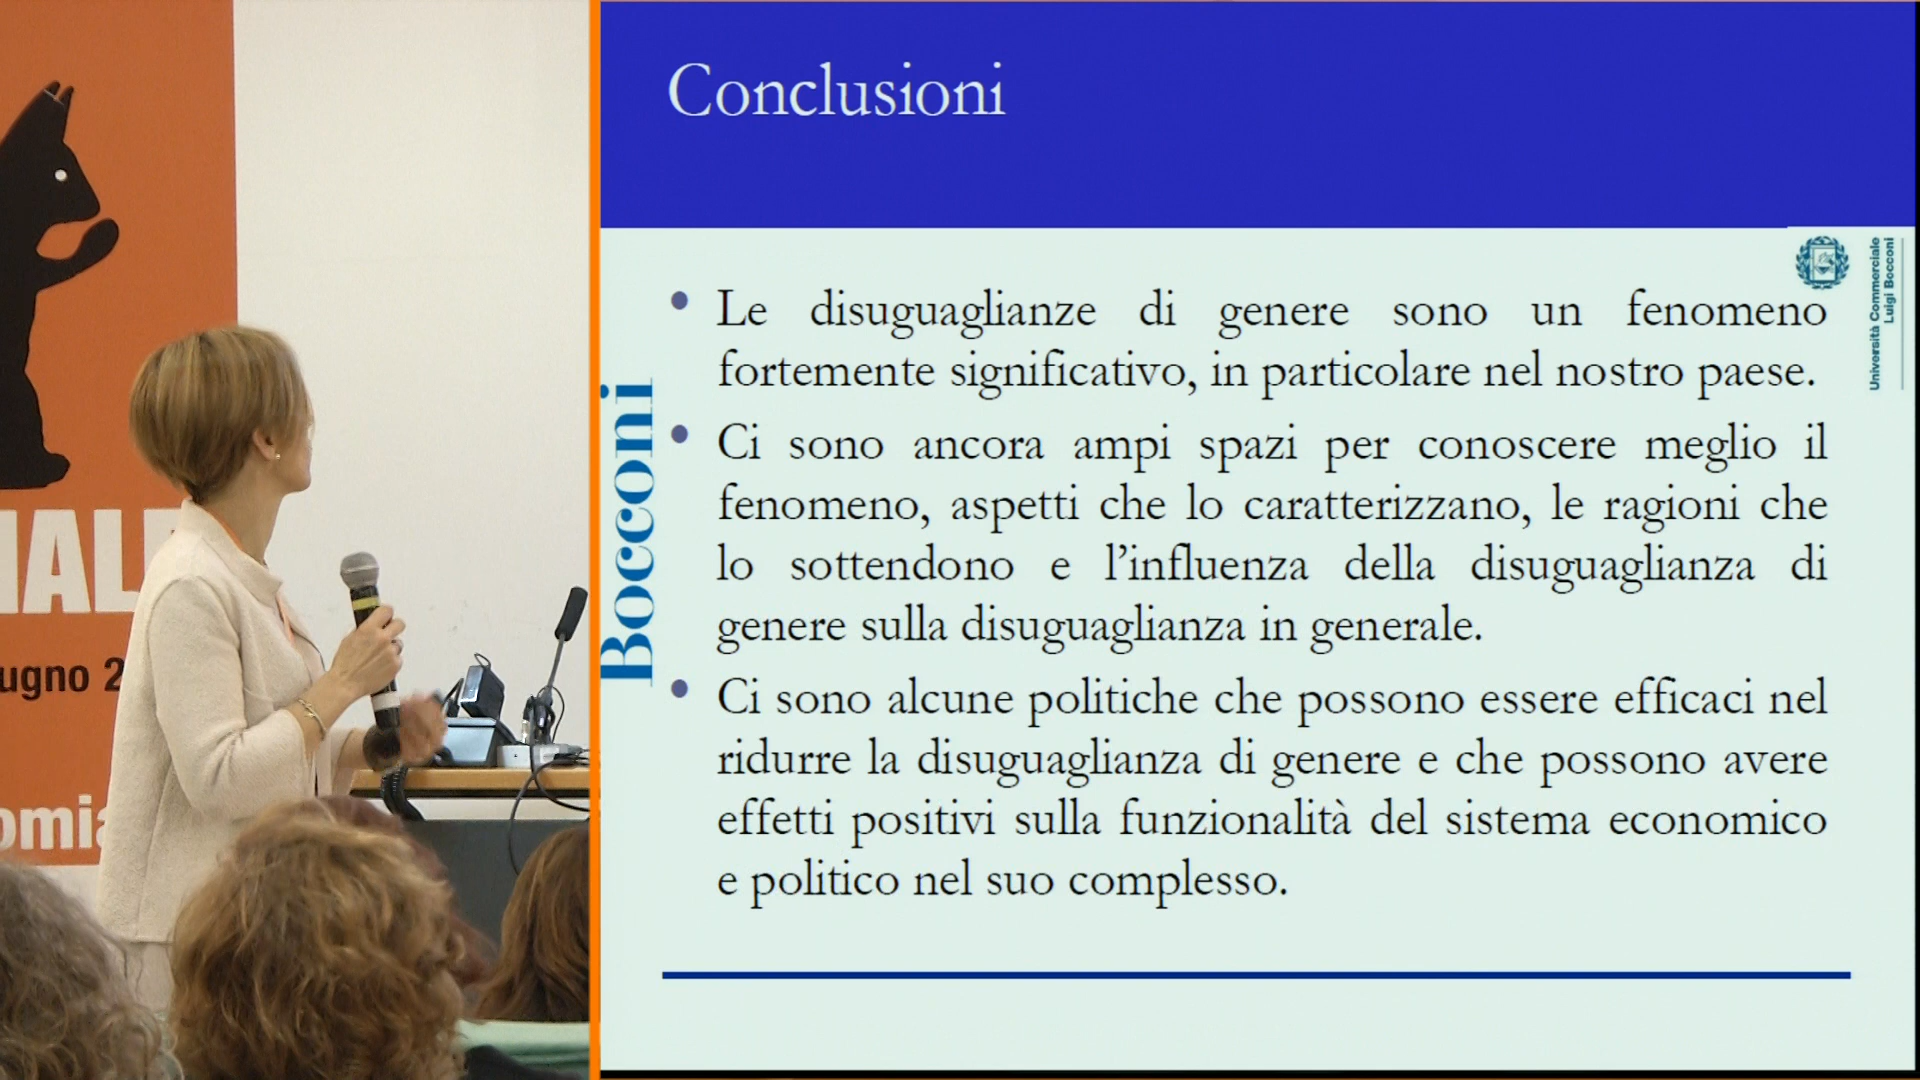 IAL
ugno 2
omia
Conclusioni
Università Commerciale
Luigi Bocconi
Bocconi
• Le disuguaglianze di genere sono un fenomeno
fortemente significativo, in particolare nel nostro paese.
• Ci sono ancora ampi spazi per conoscere meglio il
fenomeno, aspetti che lo caratterizzano, le ragioni che
lo sottendono e l’influenza della disuguaglianza di
genere sulla disuguaglianza in generale.
• Ci sono alcune politiche che possono essere efficaci nel
ridurre la disuguaglianza di genere e che possono avere
effetti positivi sulla funzionalità del sistema economico
e politico nel suo complesso.